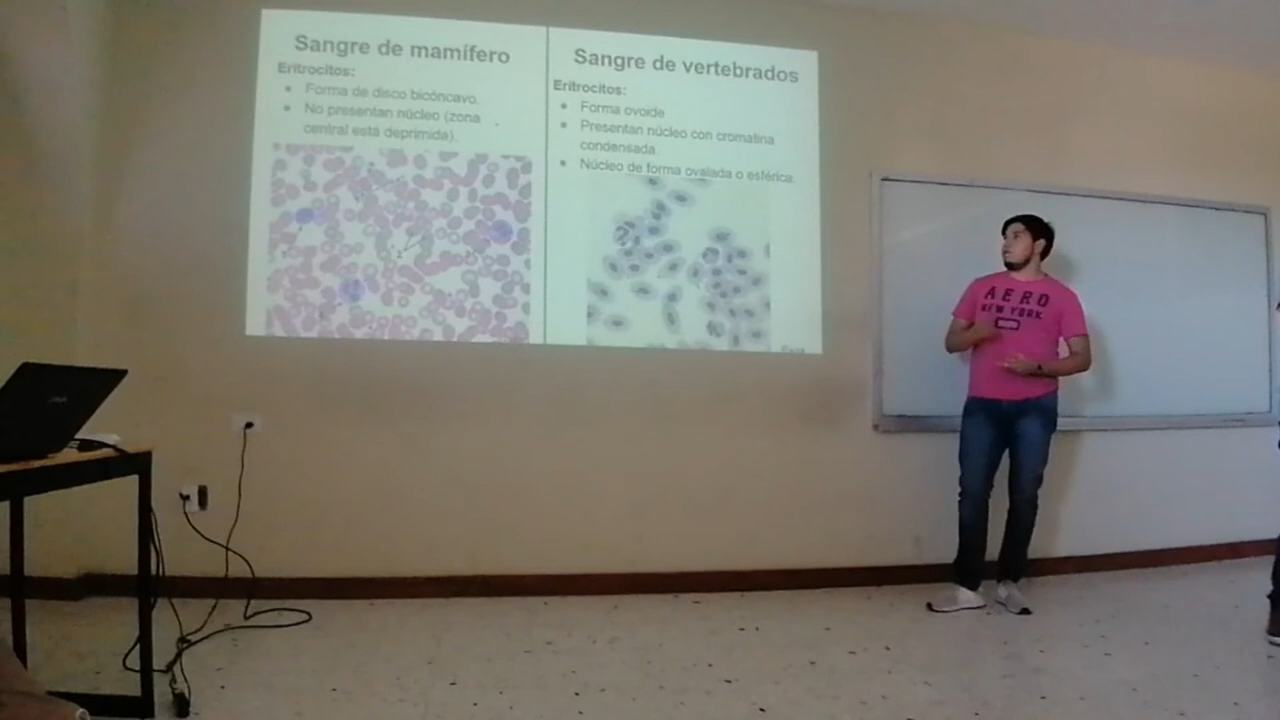 Sangre de mamífero
Eritrocitos:
• Forma de disco bicóncavo.
• No presentan núcleo (zona
central está deprimida).
Sangre de vertebrados
Eritrocitos:
• Forma ovoide
• Presentan núcleo con cromatina
condensada.
• Núcleo de forma ovalada o esférica.
AERO
NEW YORK